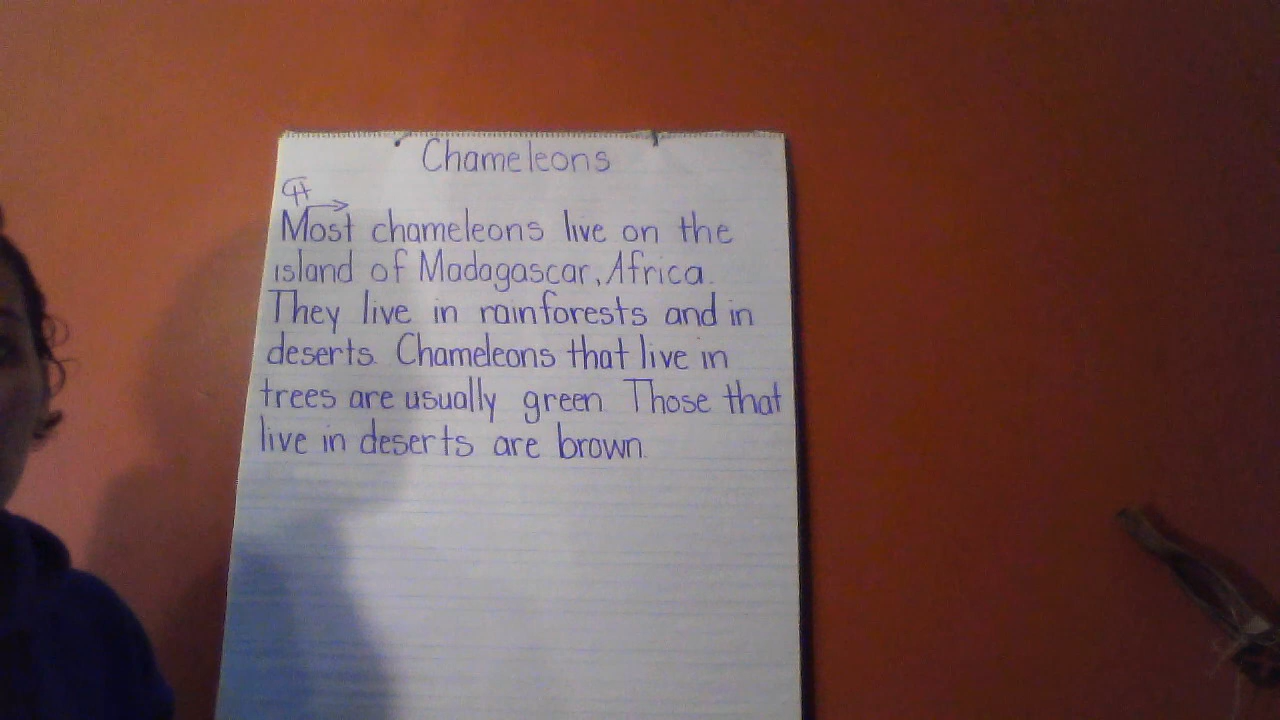 Chameleons
Most chameleons live on the
island of Madagascar, Africa.
They live in rainforests and in
deserts. Chameleons that live in
trees are usually green. Those that
live in deserts are brown.